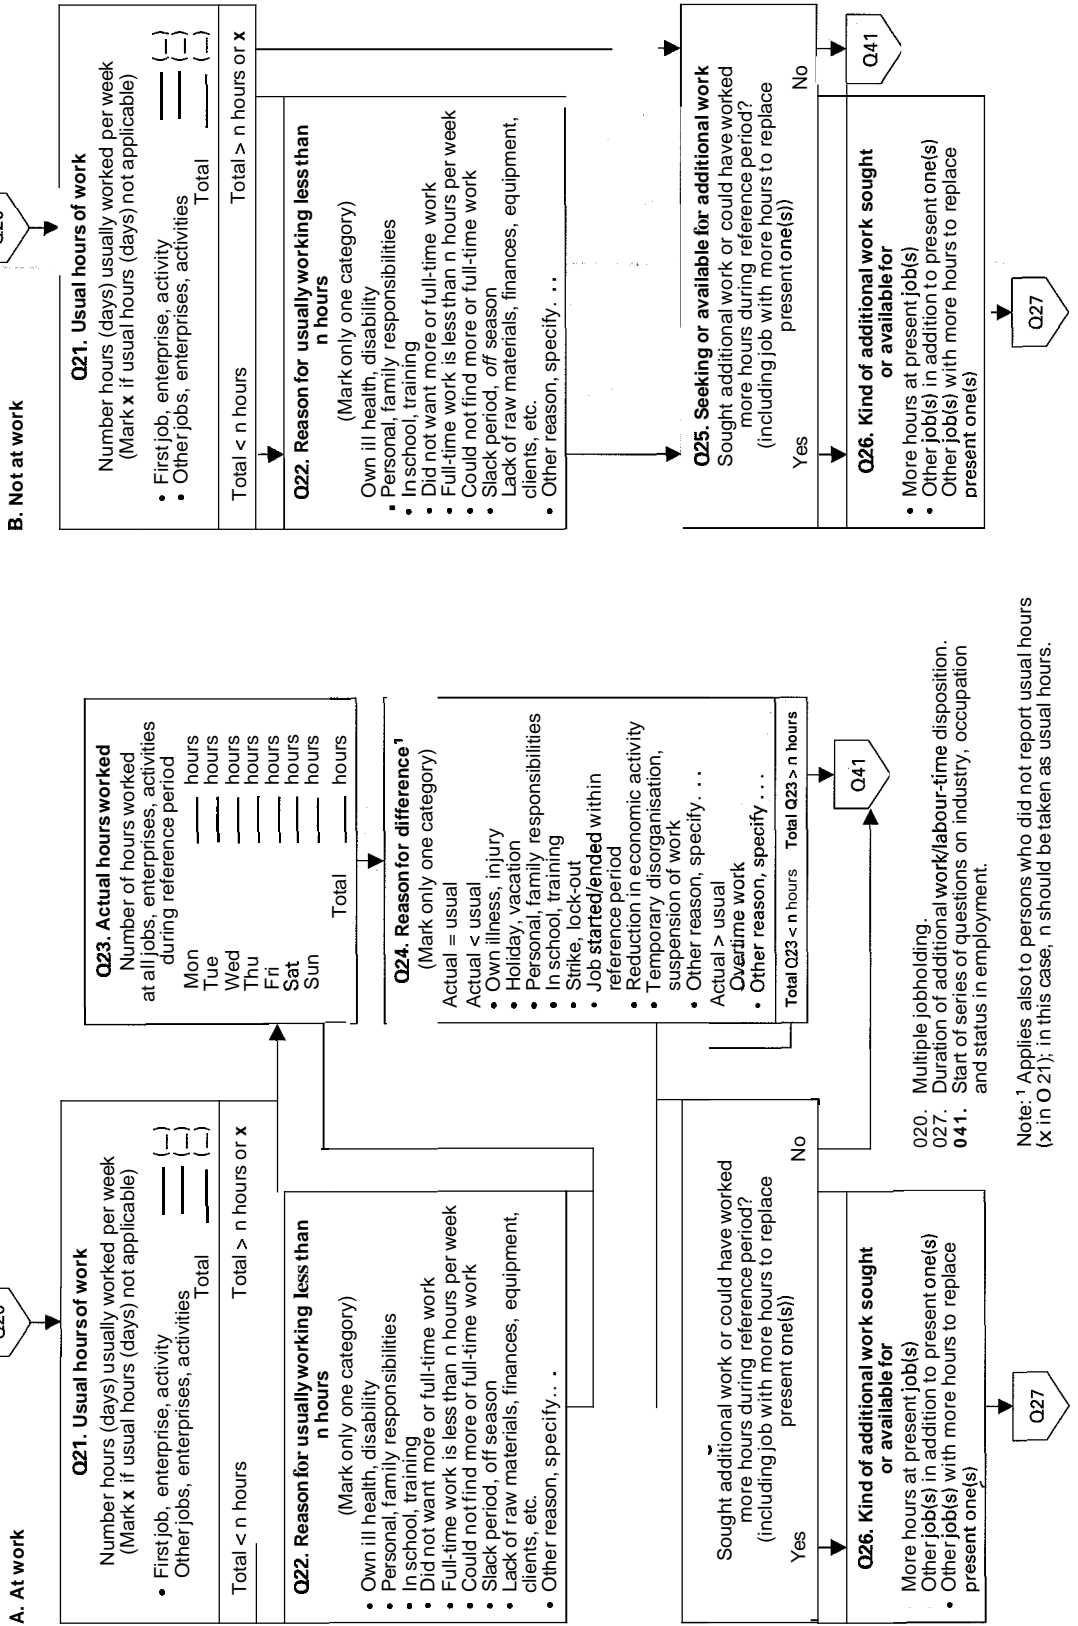 A. At work
Q21. Usual hours of work
Number hours (days) usually worked per week
(Mark x if usual hours (days) not applicable)
• First job, enterprise, activity ___ (__)
Other jobs, enterprises, activities ___ (__)
Total ___ (__)
Total < n hours Total > n hours or x
Q22. Reason for usually working less than
n hours
(Mark only one category)
• Own ill health, disability
• Personal, family responsibilities
• In school, training
• Did not want more or full-time work
• Full-time work is less than n hours per week
• Could not find more or full-time work
• Slack period, off season
• Lack of raw materials, finances, equipment,
clients, etc.
• Other reason, specify. . .
Q23. Actual hours worked
Number of hours worked
at all jobs, enterprises, activities
during reference period
Mon ___ hours
Tue ___ hours
Wed ___ hours
Thu ___ hours
Fri ___ hours
Sat ___ hours
Sun ___ hours
Total ___ hours
Q24. Reason for difference¹
(Mark only one category)
Actual = usual
Actual < usual
• Own illness, injury
• Holiday, vacation
• Personal, family responsibilities
• In school, training
• Strike, lock-out
• Job started/ended within
reference period
• Reduction in economic activity
• Temporary disorganisation,
suspension of work
• Other reason, specify. . .
Actual > usual
Overtime work
• Other reason, specify. . .
Total Q23 < n hours Total Q23 > n hours
Q41
Sought additional work or could have worked
more hours during reference period?
(including job with more hours to replace
present one(s))
Yes No
Q26. Kind of additional work sought
or available for
More hours at present job(s)
Other job(s) in addition to present one(s)
• Other job(s) with more hours to replace
present one(s)
Q27
B. Not at work
Q21. Usual hours of work
Number hours (days) usually worked per week
(Mark x if usual hours (days) not applicable)
• First job, enterprise, activity ___ (__)
• Other jobs, enterprises, activities ___ (__)
Total ___ (__)
Total < n hours Total > n hours or x
Q22. Reason for usually working less than
n hours
(Mark only one category)
Own ill health, disability
• Personal, family responsibilities
• In school, training
• Did not want more or full-time work
• Full-time work is less than n hours per week
• Could not find more or full-time work
• Slack period, off season
Lack of raw materials, finances, equipment,
clients, etc.
• Other reason, specify. . .
Q25. Seeking or available for additional work
Sought additional work or could have worked
more hours during reference period?
(including job with more hours to replace
present one(s))
Yes No
Q41
Q26. Kind of additional work sought
or available for
• More hours at present job(s)
• Other job(s) in addition to present one(s)
Other job(s) with more hours to replace
present one(s)
Q27
020. Multiple jobholding.
027. Duration of additional work/labour-time disposition.
041. Start of series of questions on industry, occupation
and status in employment.
Note: ¹ Applies also to persons who did not report usual hours
(x in O 21); in this case, n should be taken as usual hours.